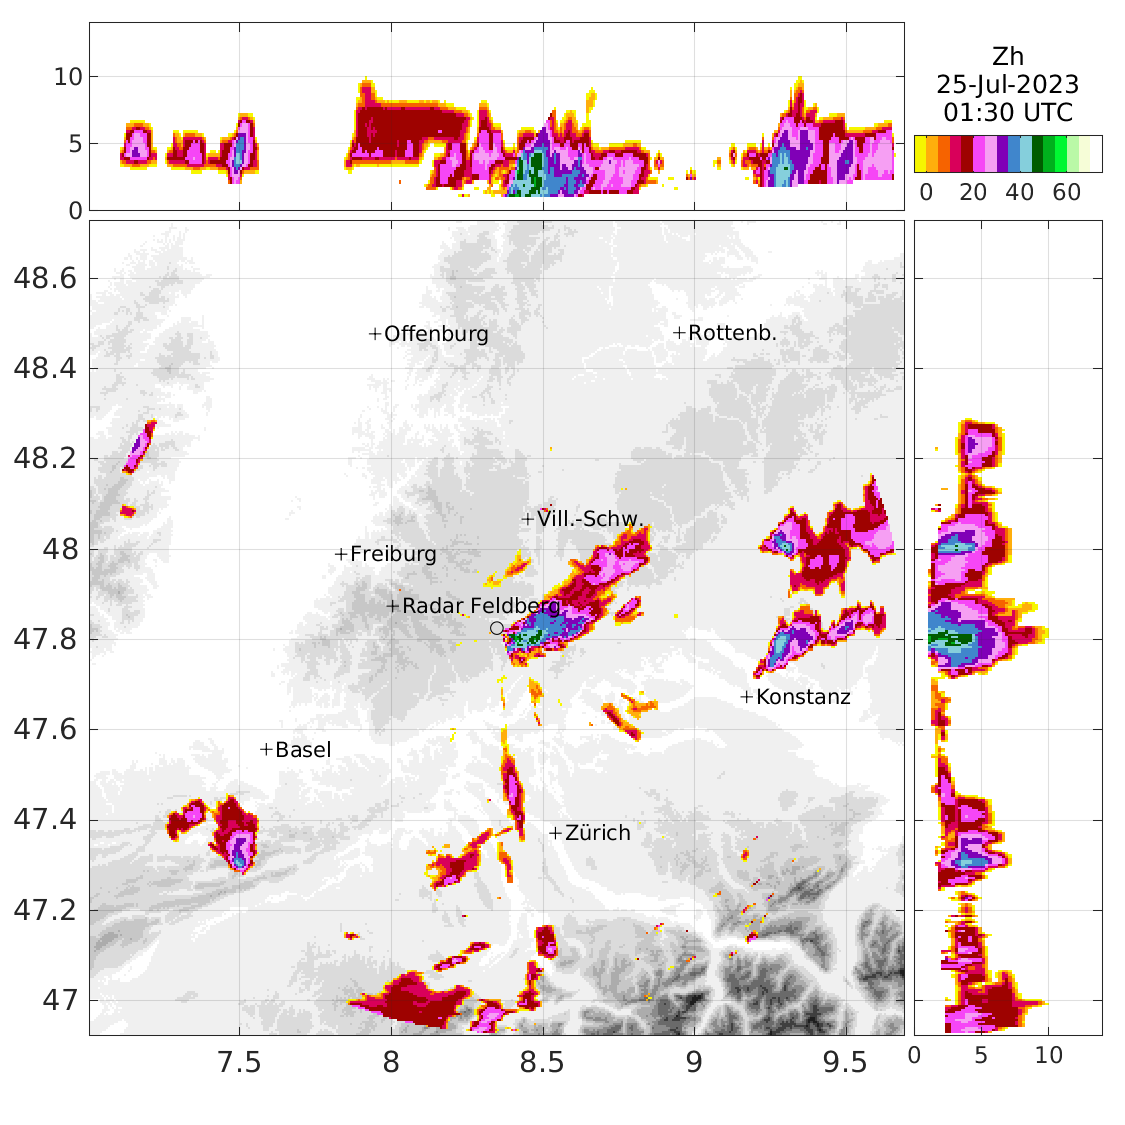 Zh
25-Jul-2023
01:30 UTC
0 20 40 60
10
5
0
48.6
48.4
48.2
48
47.8
47.6
47.4
47.2
47
+Offenburg
+Rottenb.
+Vill.-Schw.
+Freiburg
+Radar Feldberg
+Konstanz
+Basel
+Zürich
7.5 8 8.5 9 9.5
0 5 10